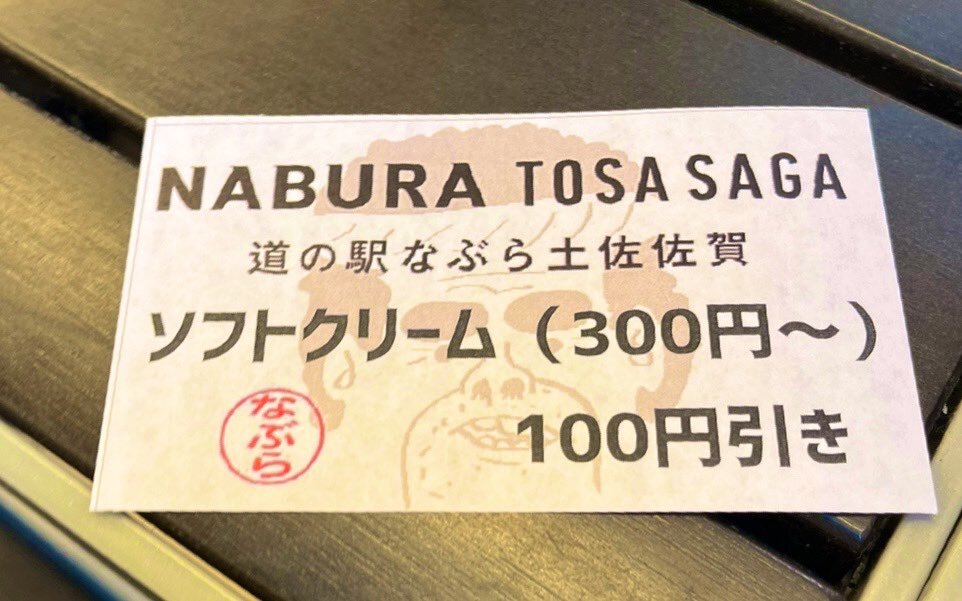 NABURA TOSA SAGA
道の駅なぶら土佐佐賀
ソフトクリーム（300円～）
100円引き
なぶら